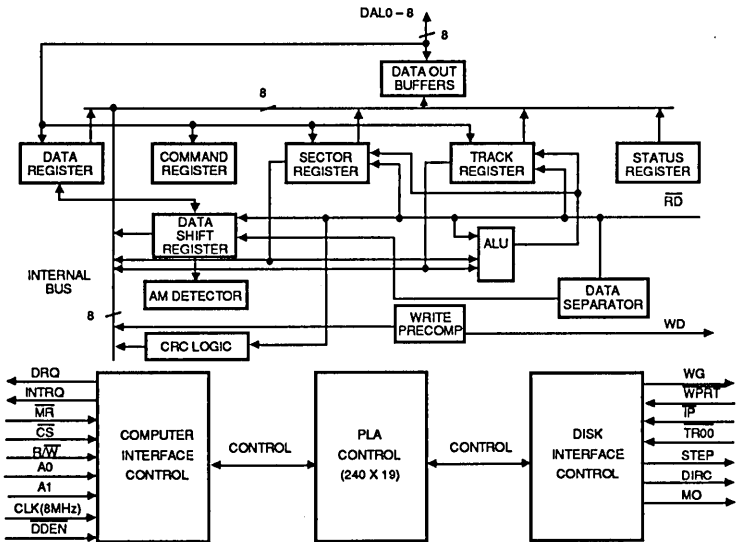 DAL0 – 8
8
DATA OUT
BUFFERS
8
DATA
REGISTER
COMMAND
REGISTER
SECTOR
REGISTER
TRACK
REGISTER
STATUS
REGISTER
RD
DATA
SHIFT
REGISTER
ALU
INTERNAL
BUS
AM DETECTOR
DATA
SEPARATOR
8
WRITE
PRECOMP
WD
CRC LOGIC
DRQ
INTRQ
MR
CS
R/W
A0
A1
CLK(8MHz)
DDEN
COMPUTER
INTERFACE
CONTROL
CONTROL
PLA
CONTROL
(240 X 19)
CONTROL
DISK
INTERFACE
CONTROL
WG
WPRT
IP
TR00
STEP
DIRC
MO